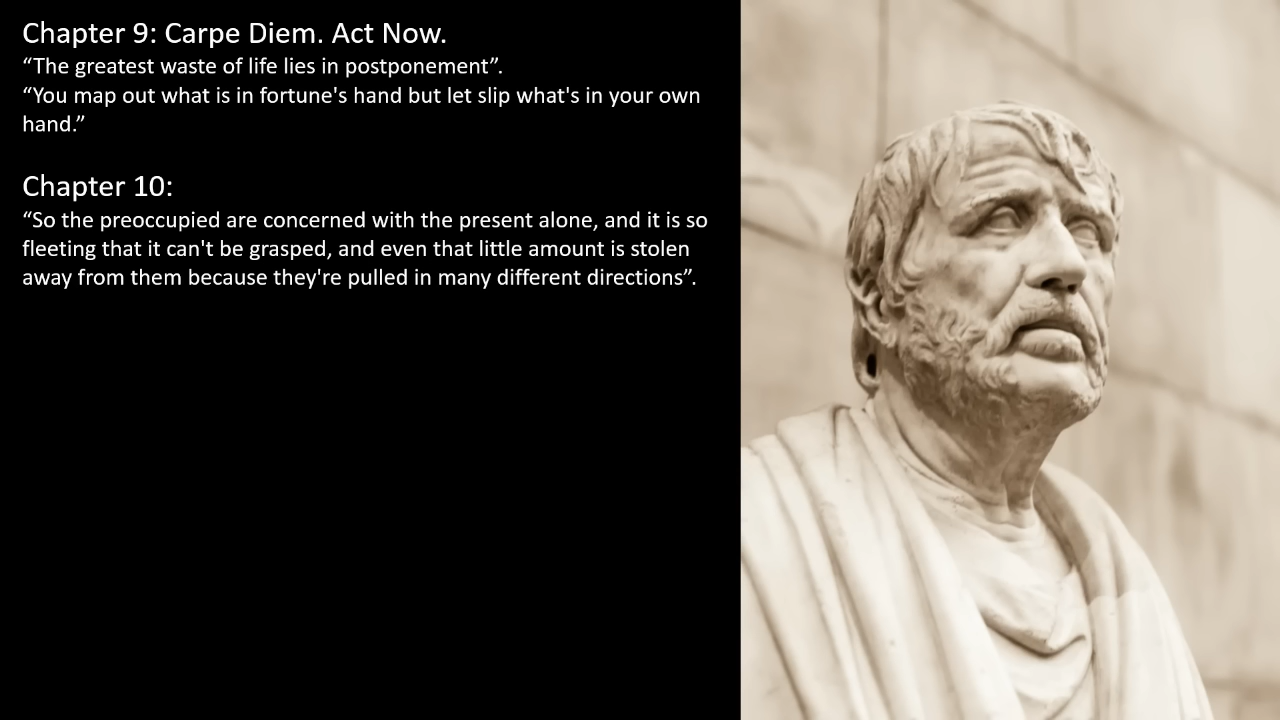 Chapter 9: Carpe Diem. Act Now.
“The greatest waste of life lies in postponement”.
“You map out what is in fortune's hand but let slip what's in your own
hand.”
Chapter 10:
“So the preoccupied are concerned with the present alone, and it is so
fleeting that it can't be grasped, and even that little amount is stolen
away from them because they're pulled in many different directions”.